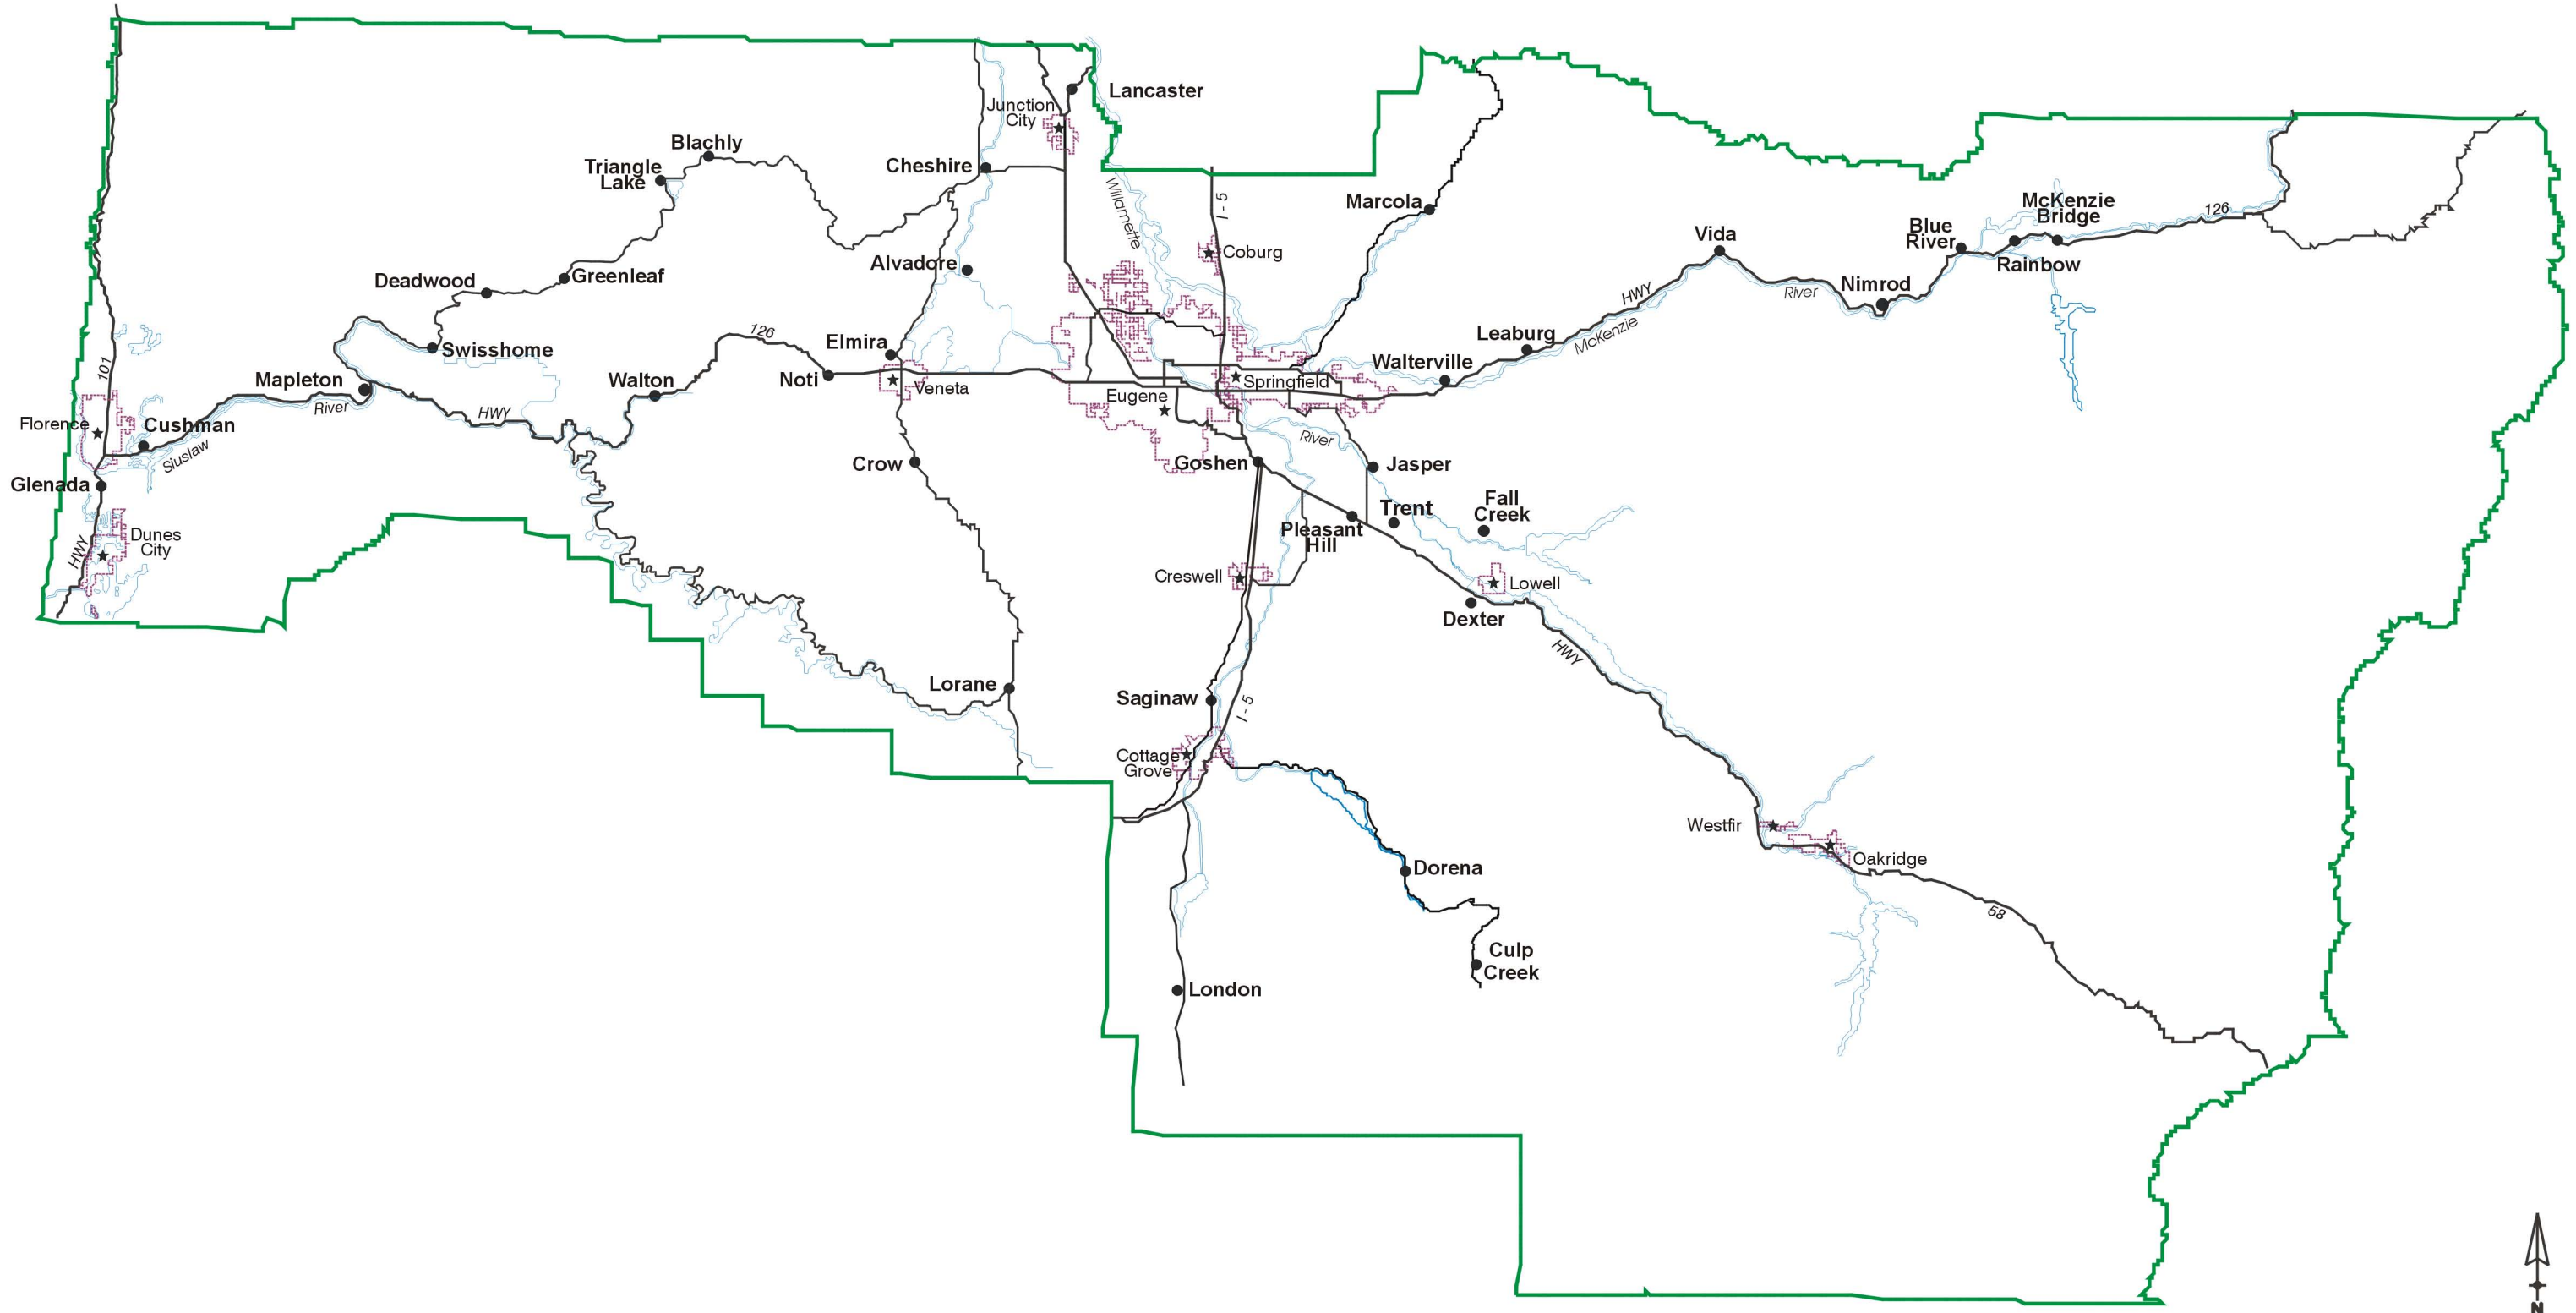 Lancaster
Junction
City
Blachly
Triangle
Lake
Cheshire
Willamette
I - 5
Marcola
McKenzie
Bridge
126
Blue
River
Rainbow
Vida
Coburg
Alvadore
Greenleaf
Deadwood
Nimrod
River
HWY
McKenzie
Leaburg
126
Elmira
Swisshome
101
Walterville
Mapleton
Walton
Noti
Veneta
Springfield
Eugene
River
HWY
Florence
Cushman
Siuslaw
River
Crow
Goshen
Jasper
Glenada
Fall
Creek
Trent
Pleasant
Hill
Dunes
City
HWY
Creswell
Lowell
Dexter
HWY
Lorane
Saginaw
I - 5
Cottage
Grove
Westfir
Oakridge
Dorena
58
Culp
Creek
London
N